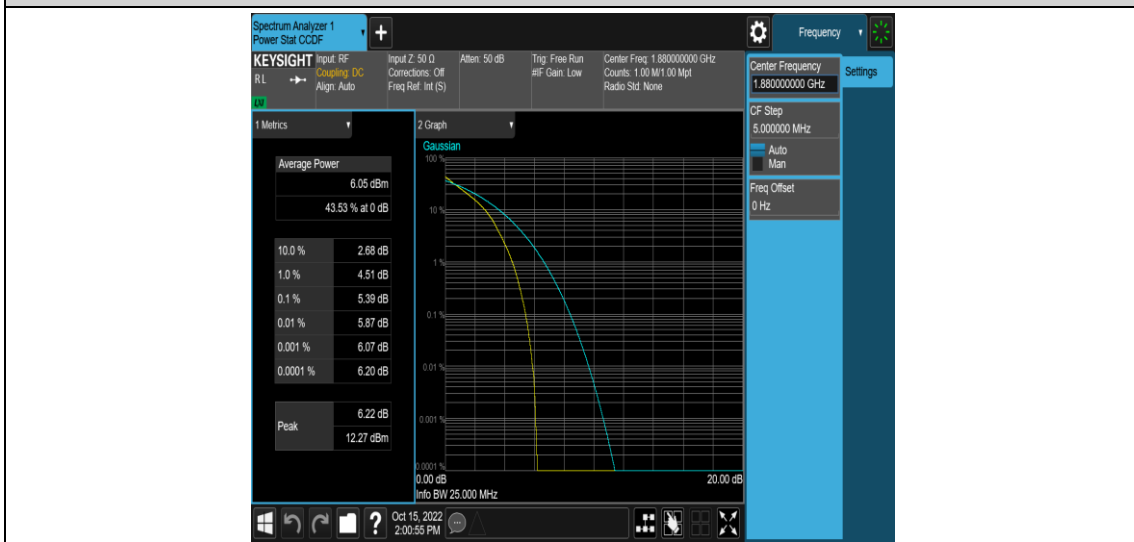 Spectrum Analyzer 1
Power Stat CCDF
+
Frequency
KEYSIGHT
RL
LXI
Input: RF
Coupling: DC
Align: Auto
Input Z: 50 Ω
Corrections: Off
Freq Ref: Int (S)
Atten: 50 dB
Trig: Free Run
#IF Gain: Low
Center Freq: 1.880000000 GHz
Counts: 1.00 M/1.00 Mpt
Radio Std: None
Center Frequency
1.880000000 GHz
Settings
CF Step
5.000000 MHz
Auto
Man
Freq Offset
0 Hz
1 Metrics
Average Power
6.05 dBm
43.53 % at 0 dB
10.0 % 2.68 dB
1.0 % 4.51 dB
0.1 % 5.39 dB
0.01 % 5.87 dB
0.001 % 6.07 dB
0.0001 % 6.20 dB
Peak
6.22 dB
12.27 dBm
2 Graph
Gaussian
100 %
10 %
1 %
0.1 %
0.01 %
0.001 %
0.0001 %
0.00 dB 20.00 dB
Info BW 25.000 MHz
?
Oct 15, 2022
2:00:55 PM